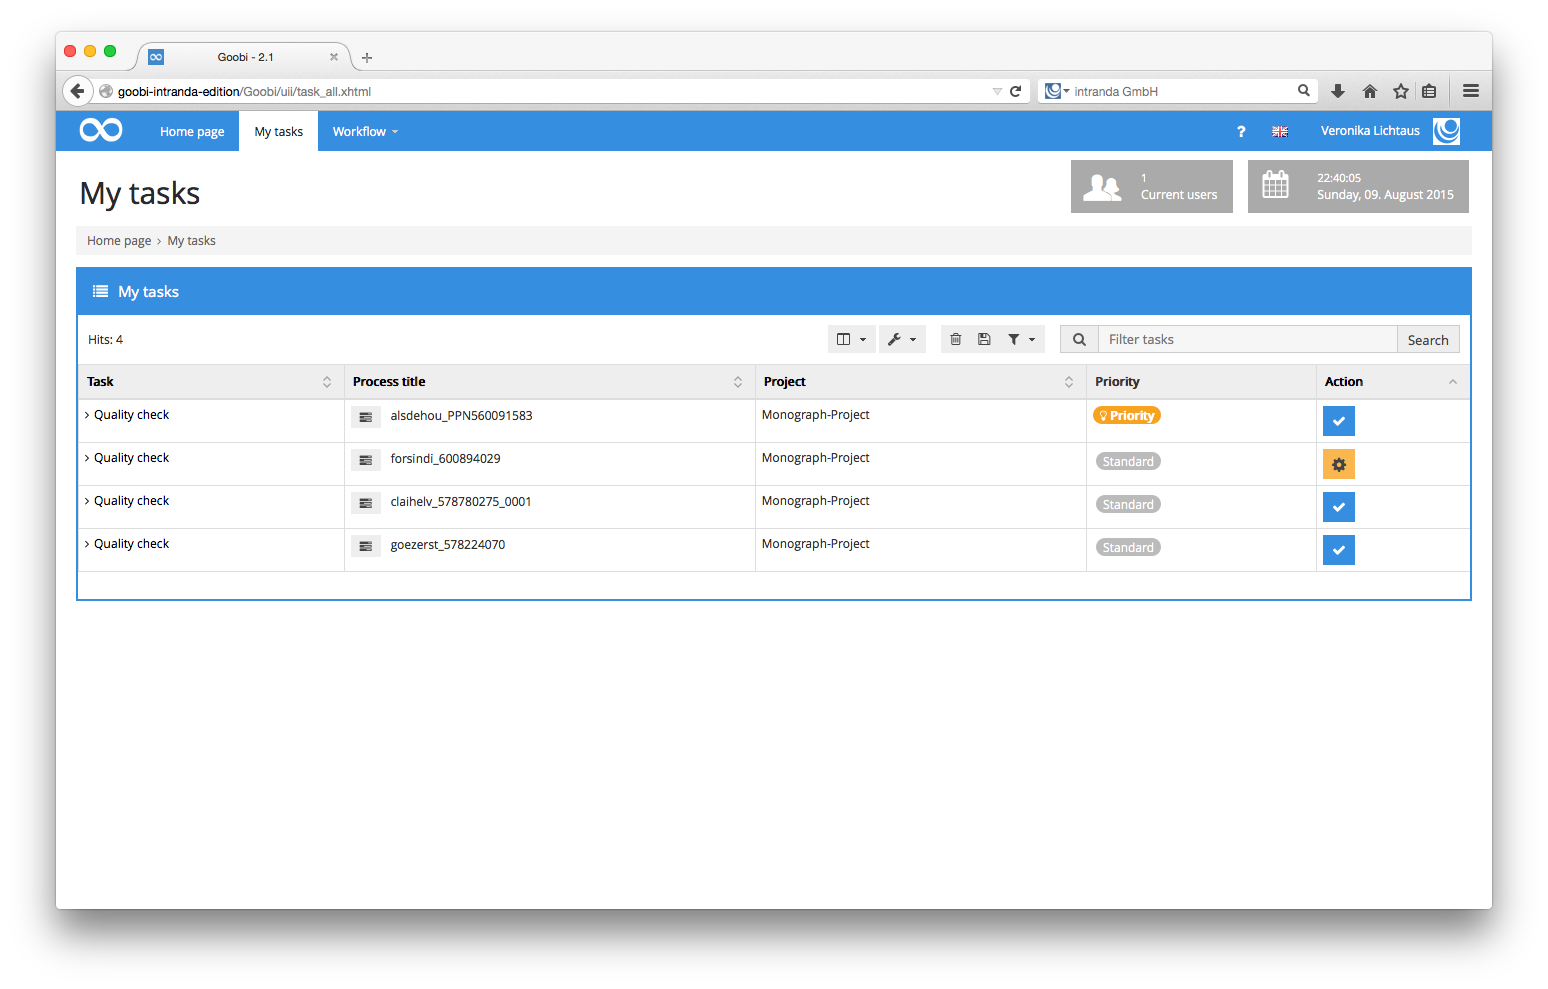 Goobi - 2.1
goobi-intranda-edition/Goobi/uii/task_all.xhtml
intranda GmbH
Home page
My tasks
Workflow
?
Veronika Lichtaus
My tasks
1
Current users
22:40:05
Sunday, 09. August 2015
Home page › My tasks
My tasks
Hits: 4
Filter tasks
Search
Task Process title Project Priority Action
Quality check alsdehou_PPN560091583 Monograph-Project Priority
Quality check forsindi_600894029 Monograph-Project Standard
Quality check claihelv_578780275_0001 Monograph-Project Standard
Quality check goezerst_578224070 Monograph-Project Standard